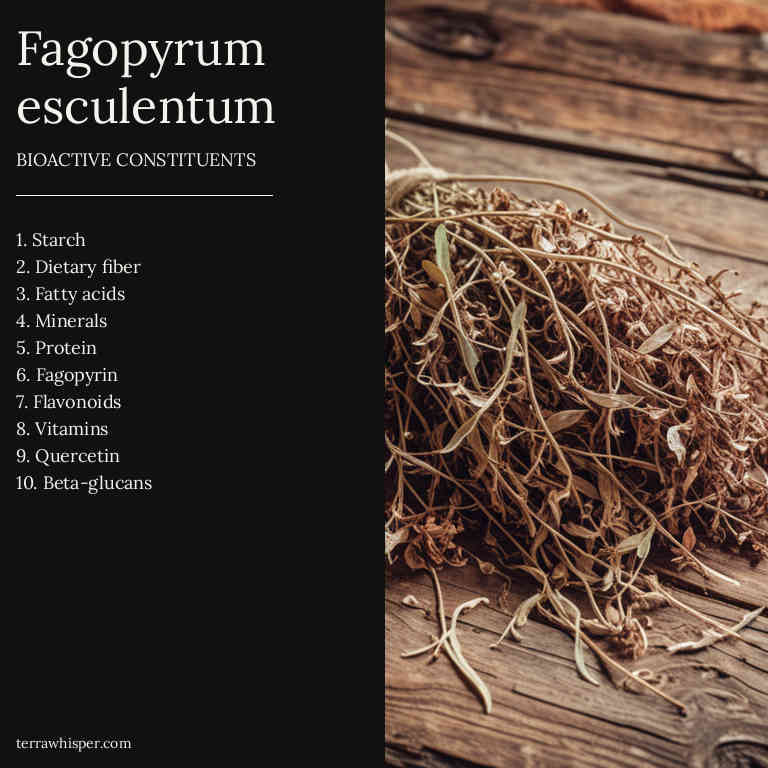 Fagopyrum
esculentum
BIOACTIVE CONSTITUENTS
1. Starch
2. Dietary fiber
3. Fatty acids
4. Minerals
5. Protein
6. Fagopyrin
7. Flavonoids
8. Vitamins
9. Quercetin
10. Beta-glucans
terrawhisper.com